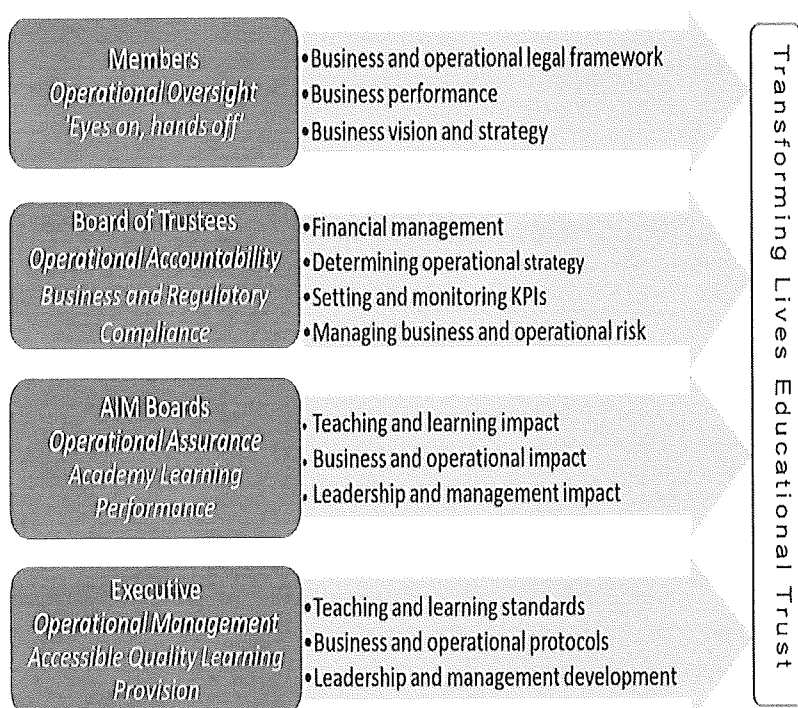 Members
Operational Oversight
'Eyes on, hands off'
•Business and operational legal framework
•Business performance
•Business vision and strategy
Board of Trustees
Operational Accountability
Business and Regulatory
Compliance
•Financial management
•Determining operational strategy
•Setting and monitoring KPIs
•Managing business and operational risk
AIM Boards
Operational Assurance
Academy Learning
Performance
. Teaching and learning impact
. Business and operational impact
. Leadership and management impact
Executive
Operational Management
Accessible Quality Learning
Provision
•Teaching and learning standards
•Business and operational protocols
•Leadership and management development
Transforming Lives Educational Trust